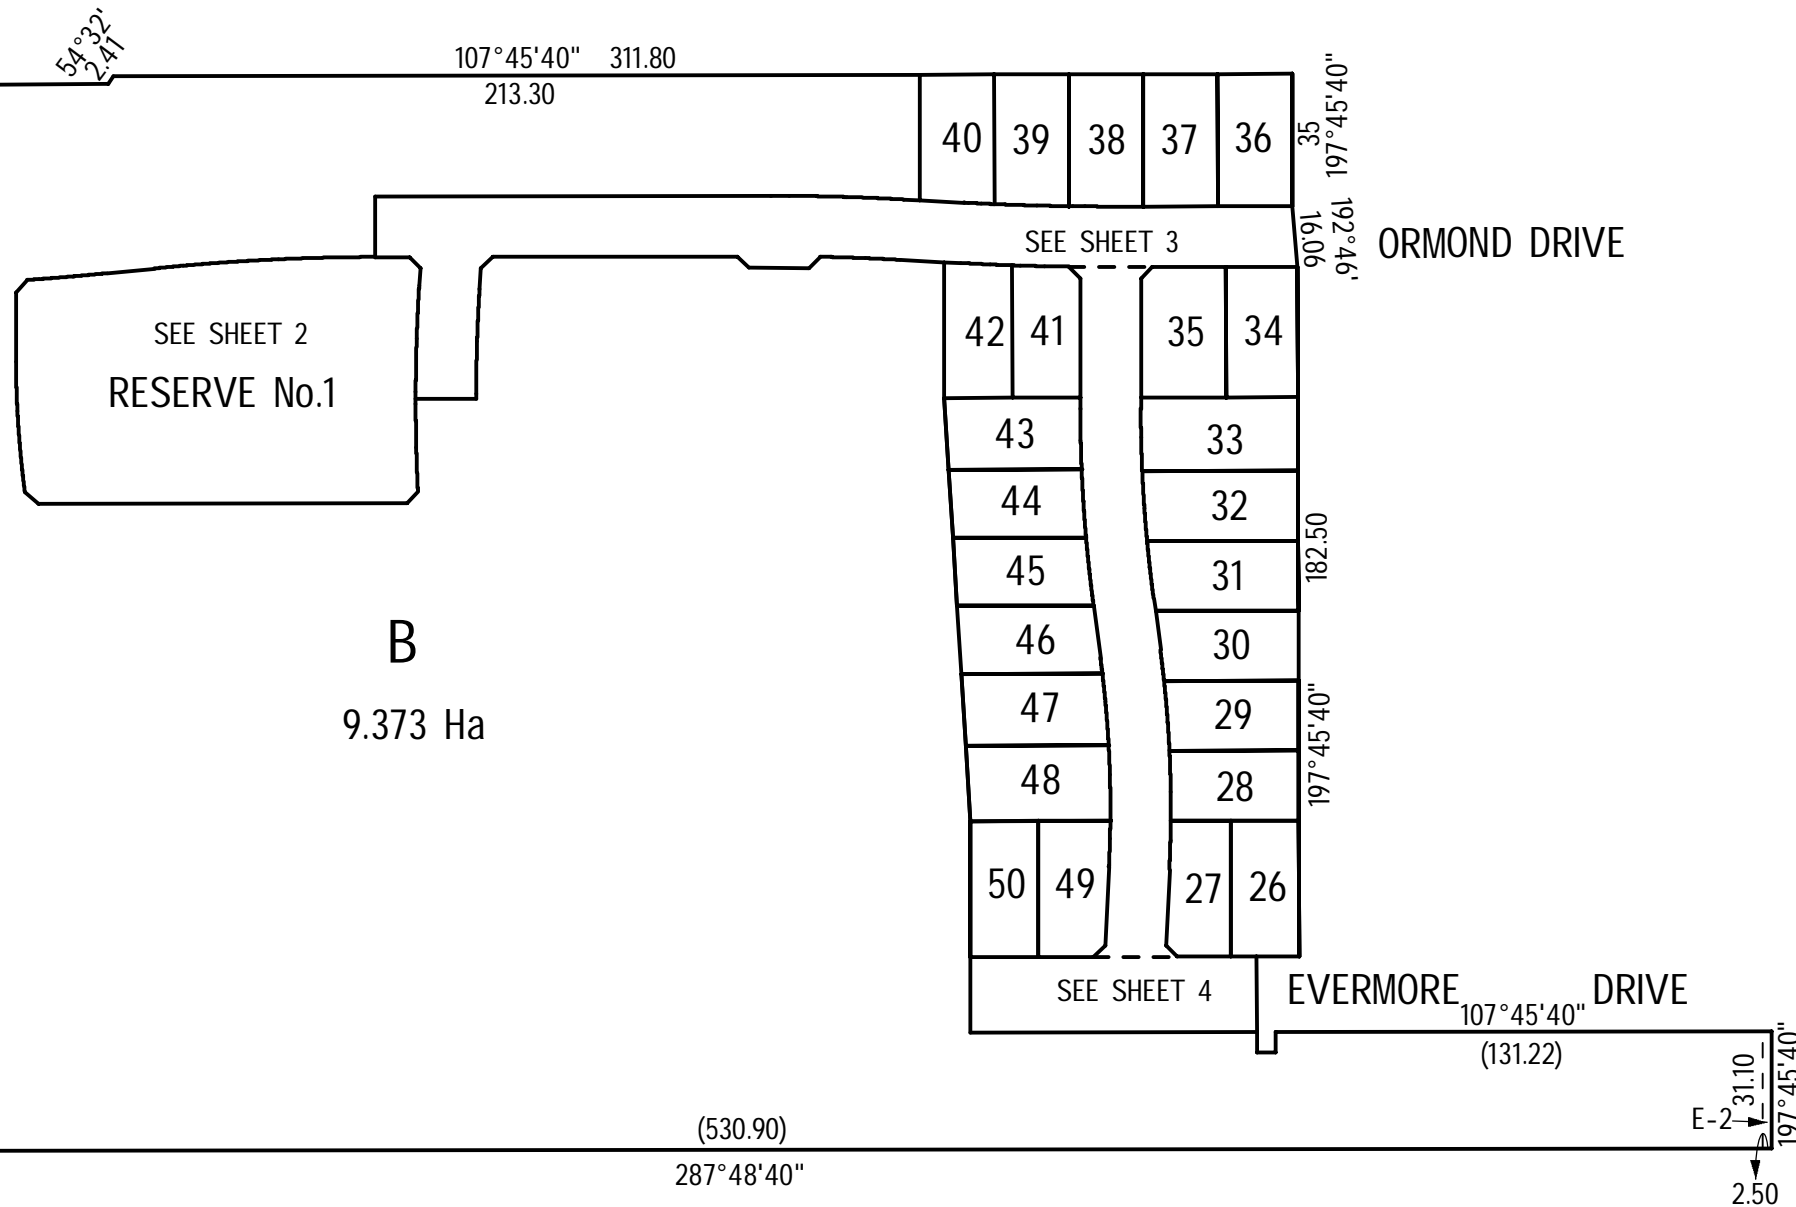 54°32'
2.41
107°45'40" 311.80
213.30
40 39 38 37 36
35
197°45'40"
SEE SHEET 3
16.06
192°46'
ORMOND DRIVE
SEE SHEET 2
RESERVE No.1
42 41 35 34
43 33
44 32
182.50
45 31
B
46 30
9.373 Ha
47 29
197°45'40"
48 28
50 49 27 26
SEE SHEET 4
EVERMORE DRIVE
107°45'40"
(131.22)
31.10
197°45'40"
E-2
(530.90)
287°48'40"
2.50